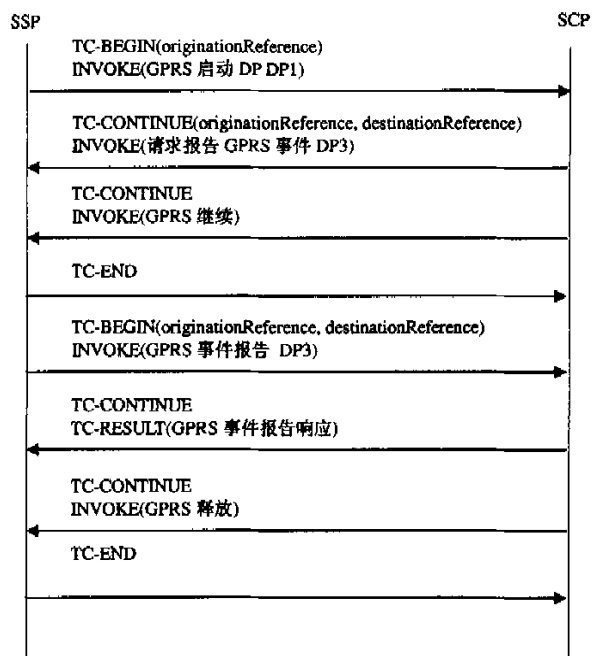 SSP
SCP
TC-BEGIN(originationReference)
INVOKE(GPRS 启动 DP DP1)
TC-CONTINUE(originationReference, destinationReference)
INVOKE(请求报告 GPRS 事件 DP3)
TC-CONTINUE
INVOKE(GPRS 继续)
TC-END
TC-BEGIN(originationReference, destinationReference)
INVOKE(GPRS 事件报告 DP3)
TC-CONTINUE
TC-RESULT(GPRS 事件报告响应)
TC-CONTINUE
INVOKE(GPRS 释放)
TC-END